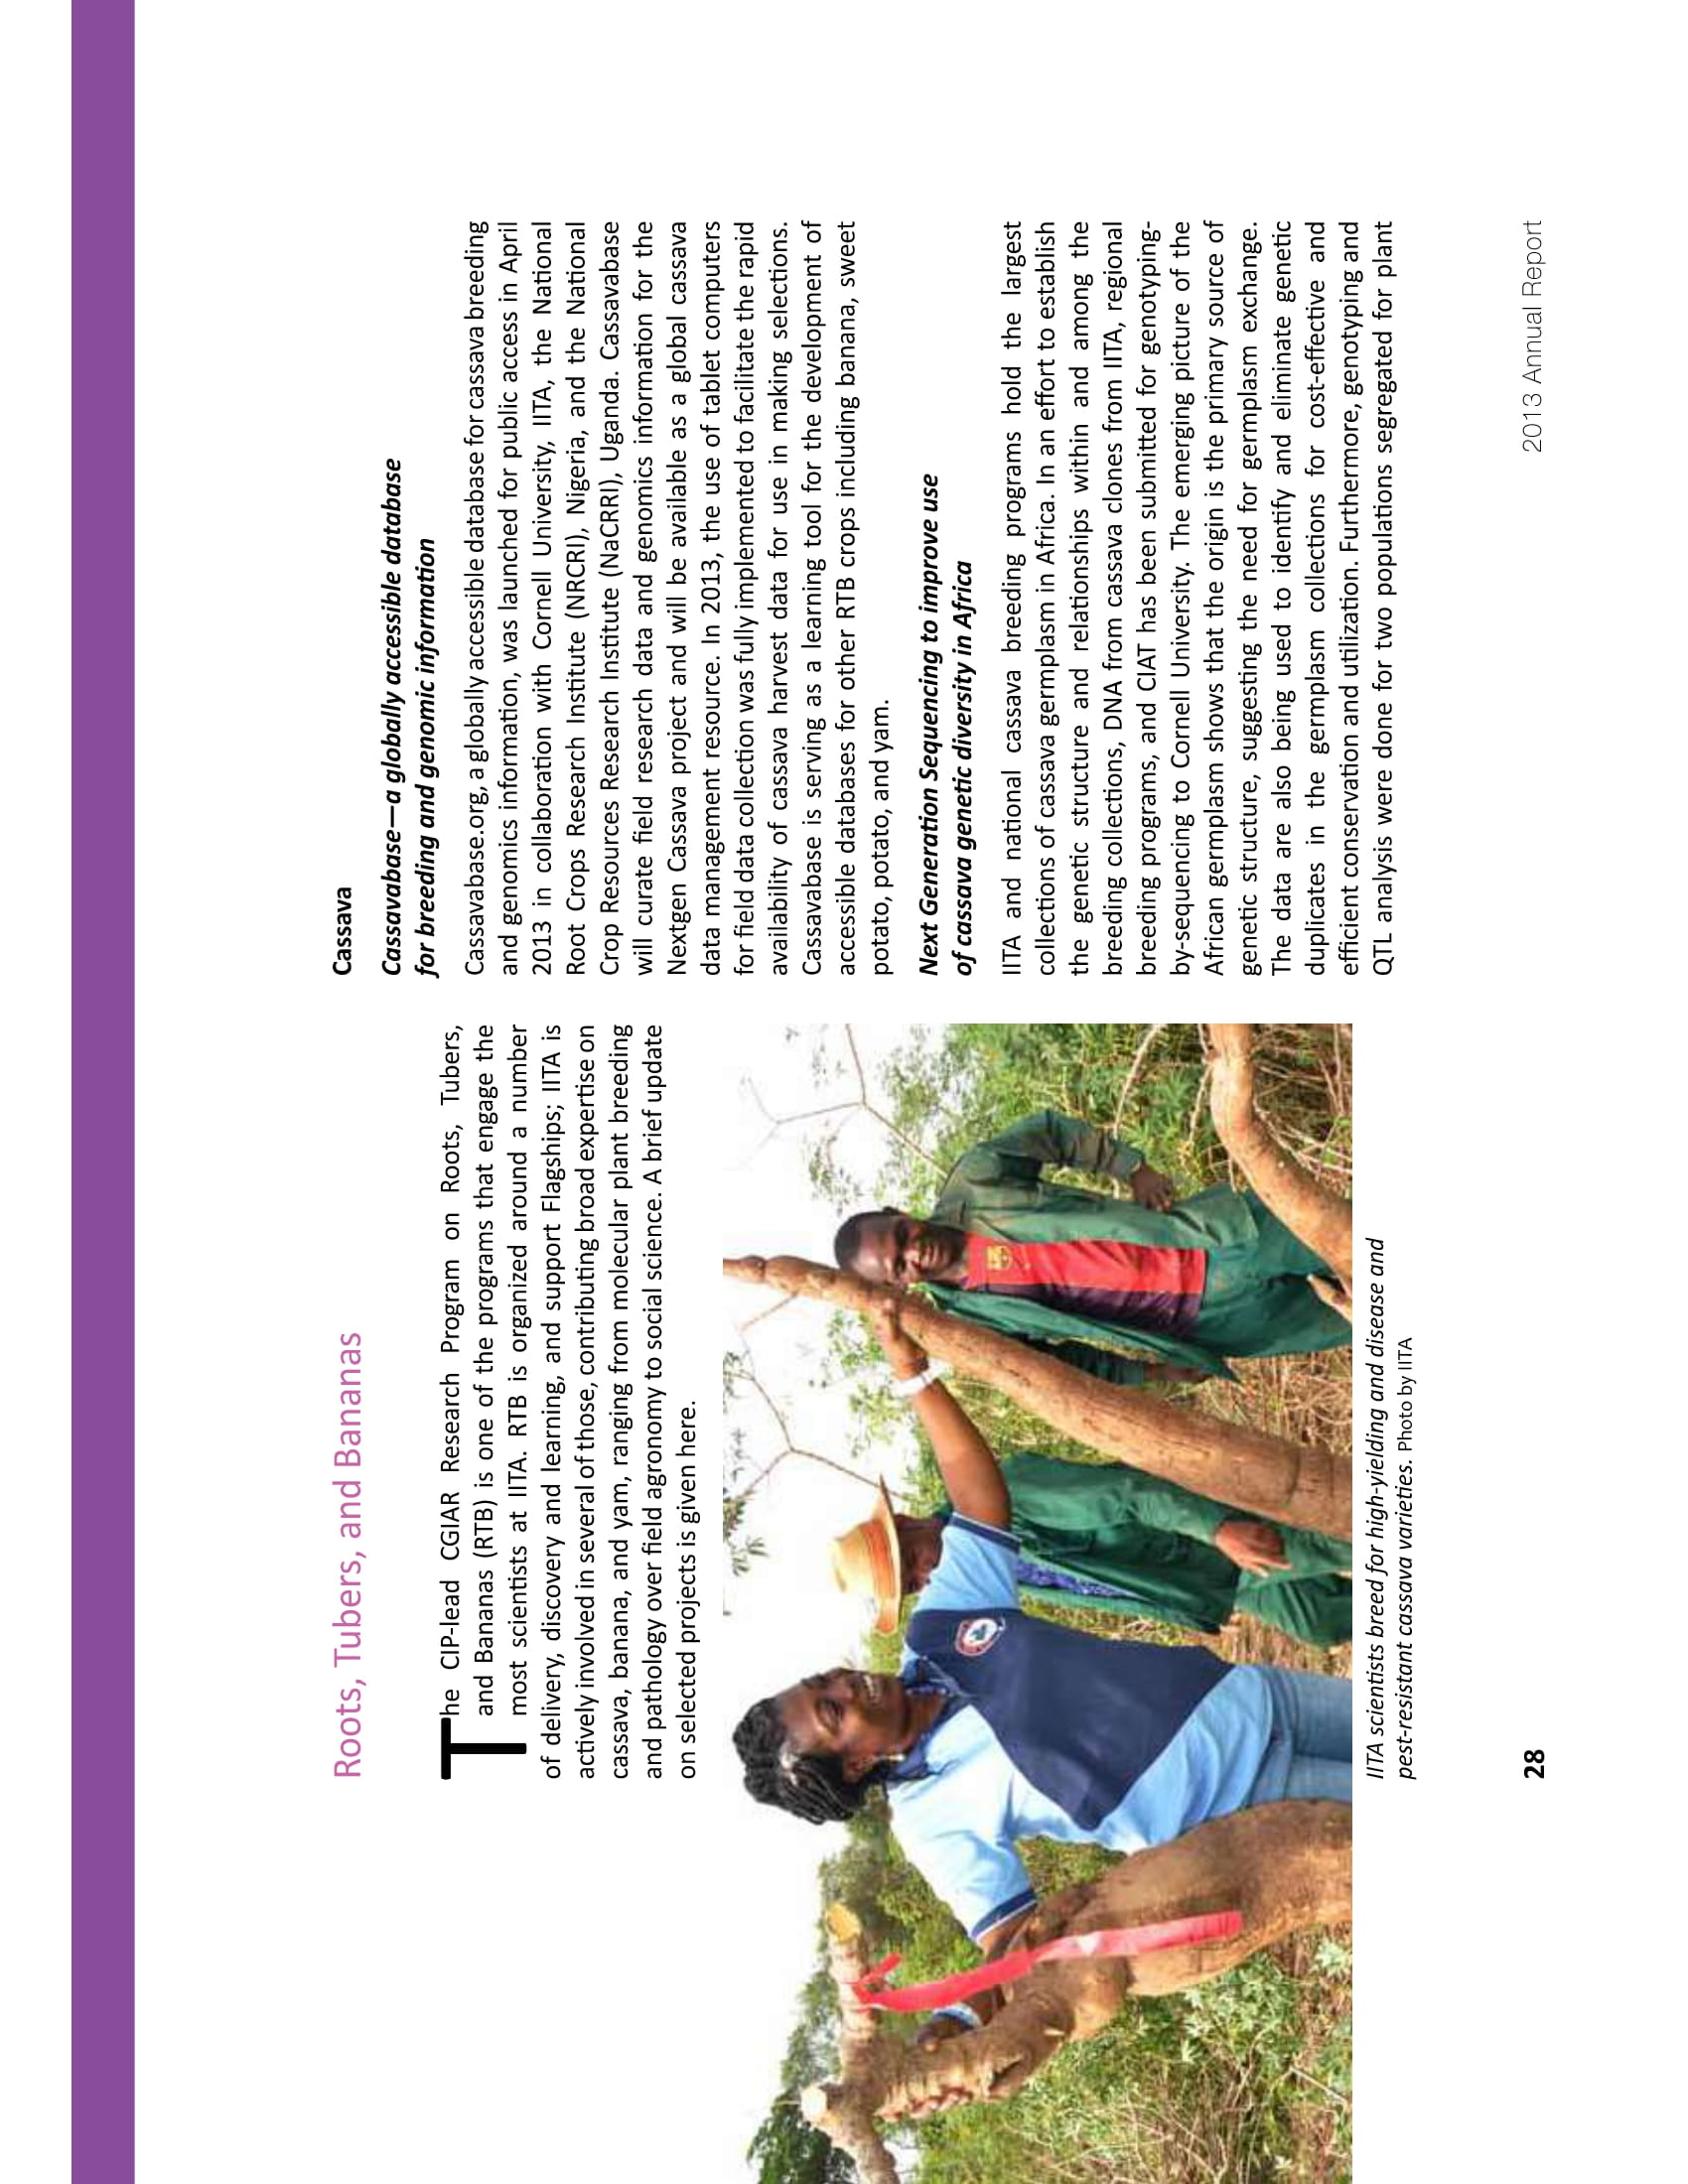 Roots, Tubers, and Bananas
The CIP-lead CGIAR Research Program on Roots, Tubers,
and Bananas (RTB) is one of the programs that engage the
most scientists at IITA. RTB is organized around a number
of delivery, discovery and learning, and support Flagships; IITA is
actively involved in several of those, contributing broad expertise on
cassava, banana, and yam, ranging from molecular plant breeding
and pathology over field agronomy to social science. A brief update
on selected projects is given here.
IITA scientists breed for high-yielding and disease and
pest-resistant cassava varieties. Photo by IITA
Cassava
Cassavabase—a globally accessible database
for breeding and genomic information
Cassavabase.org, a globally accessible database for cassava breeding
and genomics information, was launched for public access in April
2013 in collaboration with Cornell University, IITA, the National
Root Crops Research Institute (NRCRI), Nigeria, and the National
Crop Resources Research Institute (NaCRRI), Uganda. Cassavabase
will curate field research data and genomics information for the
Nextgen Cassava project and will be available as a global cassava
data management resource. In 2013, the use of tablet computers
for field data collection was fully implemented to facilitate the rapid
availability of cassava harvest data for use in making selections.
Cassavabase is serving as a learning tool for the development of
accessible databases for other RTB crops including banana, sweet
potato, potato, and yam.
Next Generation Sequencing to improve use
of cassava genetic diversity in Africa
IITA and national cassava breeding programs hold the largest
collections of cassava germplasm in Africa. In an effort to establish
the genetic structure and relationships within and among the
breeding collections, DNA from cassava clones from IITA, regional
breeding programs, and CIAT has been submitted for genotyping-
by-sequencing to Cornell University. The emerging picture of the
African germplasm shows that the origin is the primary source of
genetic structure, suggesting the need for germplasm exchange.
The data are also being used to identify and eliminate genetic
duplicates in the germplasm collections for cost-effective and
efficient conservation and utilization. Furthermore, genotyping and
QTL analysis were done for two populations segregated for plant
28
2013 Annual Report